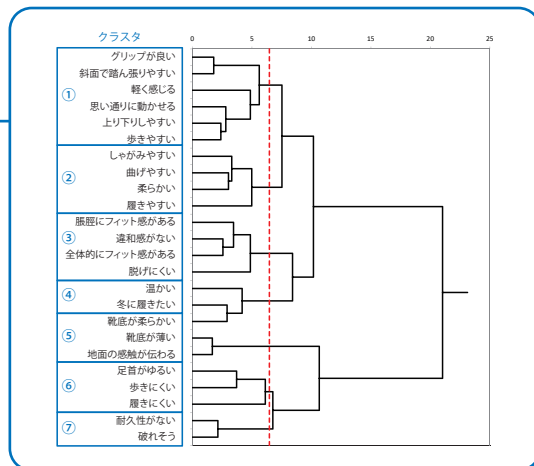 クラスタ
0 5 10 15 20 25
①
グリップが良い
斜面で踏ん張りやすい
軽く感じる
思い通りに動かせる
上り下りしやすい
歩きやすい
②
しゃがみやすい
曲げやすい
柔らかい
履きやすい
③
脹脛にフィット感がある
違和感がない
全体的にフィット感がある
脱げにくい
④
温かい
冬に履きたい
⑤
靴底が柔らかい
靴底が薄い
地面の感触が伝わる
⑥
足首がゆるい
歩きにくい
履きにくい
⑦
耐久性がない
破れそう